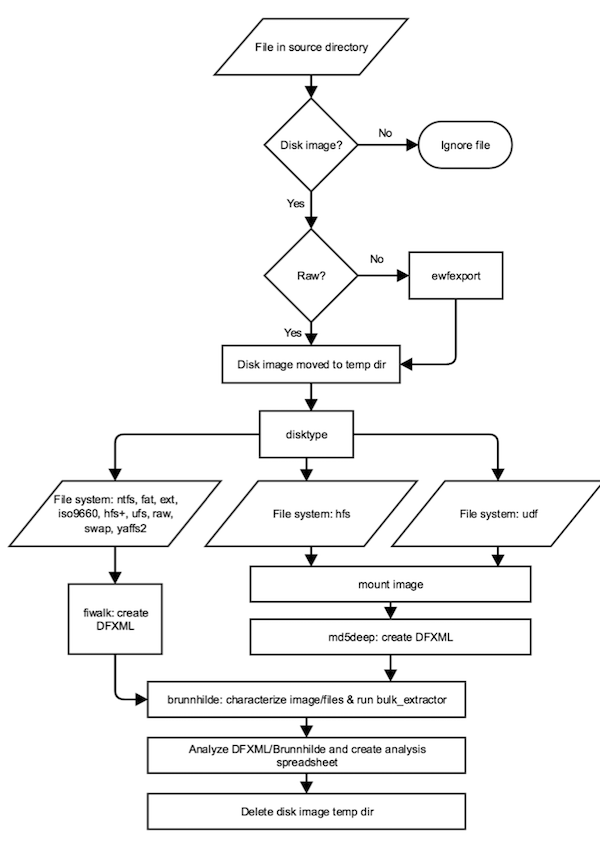 File in source directory
Disk image?
No
Ignore file
Yes
Raw?
No
ewfexport
Yes
Disk image moved to temp dir
disktype
File system: ntfs, fat, ext,
iso9660, hfs+, ufs, raw,
swap, yaffs2
File system: hfs
File system: udf
mount image
fiwalk: create
DFXML
md5deep: create DFXML
brunnhilde: characterize image/files & run bulk_extractor
Analyze DFXML/Brunnhilde and create analysis
spreadsheet
Delete disk image temp dir